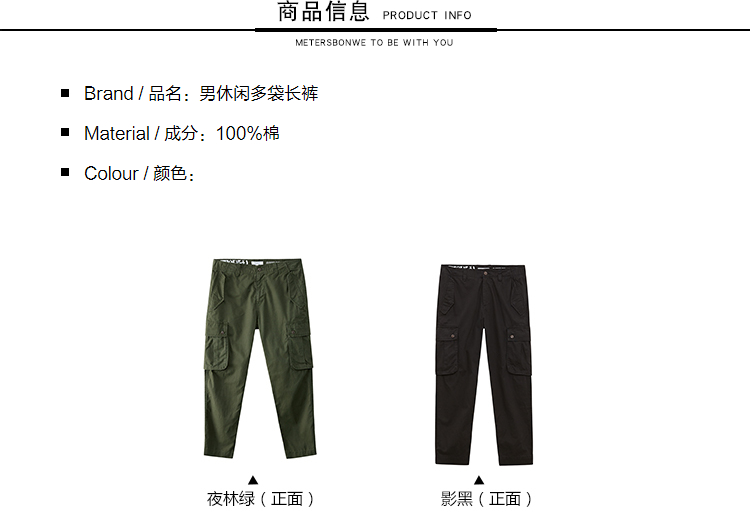 商品信息 PRODUCT INFO
METERSBONWE TO BE WITH YOU
Brand / 品名：男休闲多袋长裤
Material / 成分：100%棉
Colour / 颜色：
夜林绿（正面） 影黑（正面）